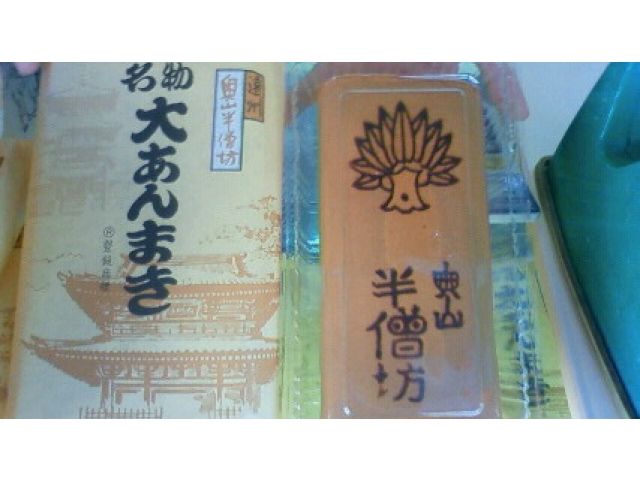 名物
大あんまき
遠州
奥山半僧坊
奥山
半僧坊